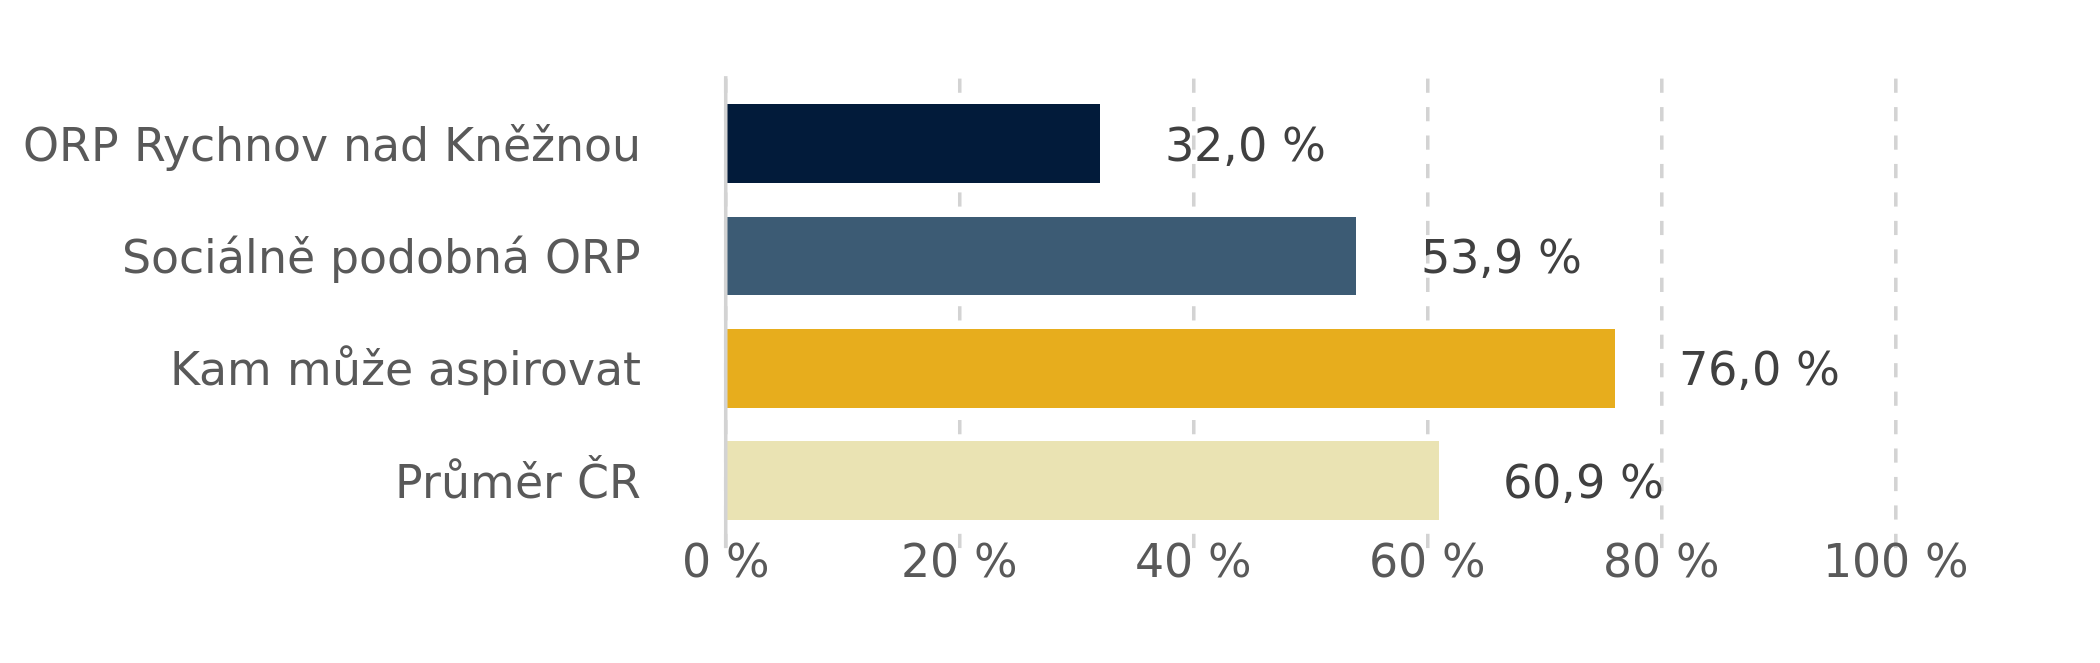 ORP Rychnov nad Kněžnou 32,0 %
Sociálně podobná ORP 53,9 %
Kam může aspirovat 76,0 %
Průměr ČR 60,9 %
0 % 20 % 40 % 60 % 80 % 100 %